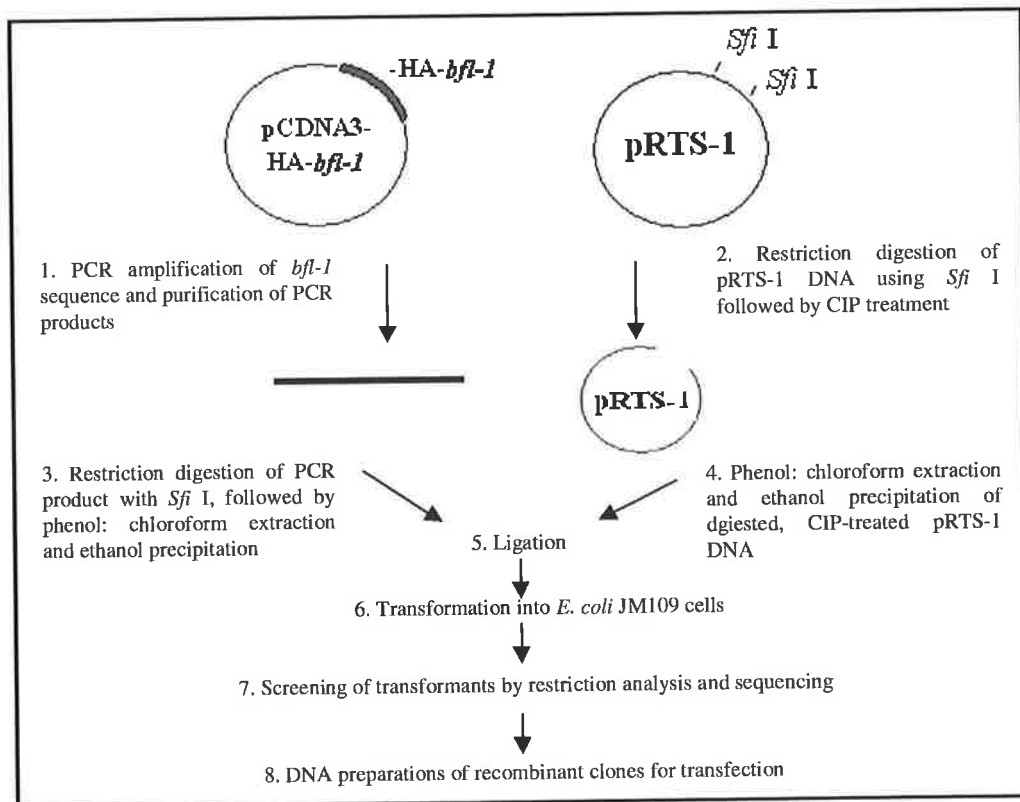 -HA-bfl-1
pCDNA3-
HA-bfl-1
Sfi I
Sfi I
pRTS-1
1. PCR amplification of bfl-1
sequence and purification of PCR
products
2. Restriction digestion of
pRTS-1 DNA using Sfi I
followed by CIP treatment
pRTS-1
3. Restriction digestion of PCR
product with Sfi I, followed by
phenol: chloroform extraction
and ethanol precipitation
4. Phenol: chloroform extraction
and ethanol precipitation of
dgiested, CIP-treated pRTS-1
DNA
5. Ligation
6. Transformation into E. coli JM109 cells
7. Screening of transformants by restriction analysis and sequencing
8. DNA preparations of recombinant clones for transfection